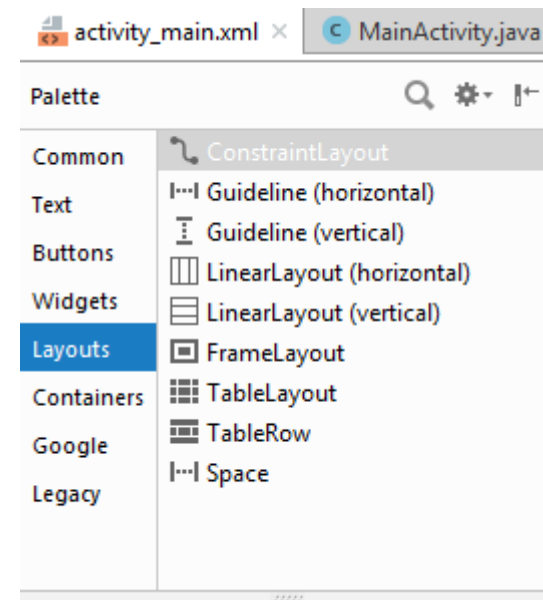 activity_main.xml
MainActivity.java
Palette
Common
Text
Buttons
Widgets
Layouts
Containers
Google
Legacy
ConstraintLayout
Guideline (horizontal)
Guideline (vertical)
LinearLayout (horizontal)
LinearLayout (vertical)
FrameLayout
TableLayout
TableRow
Space